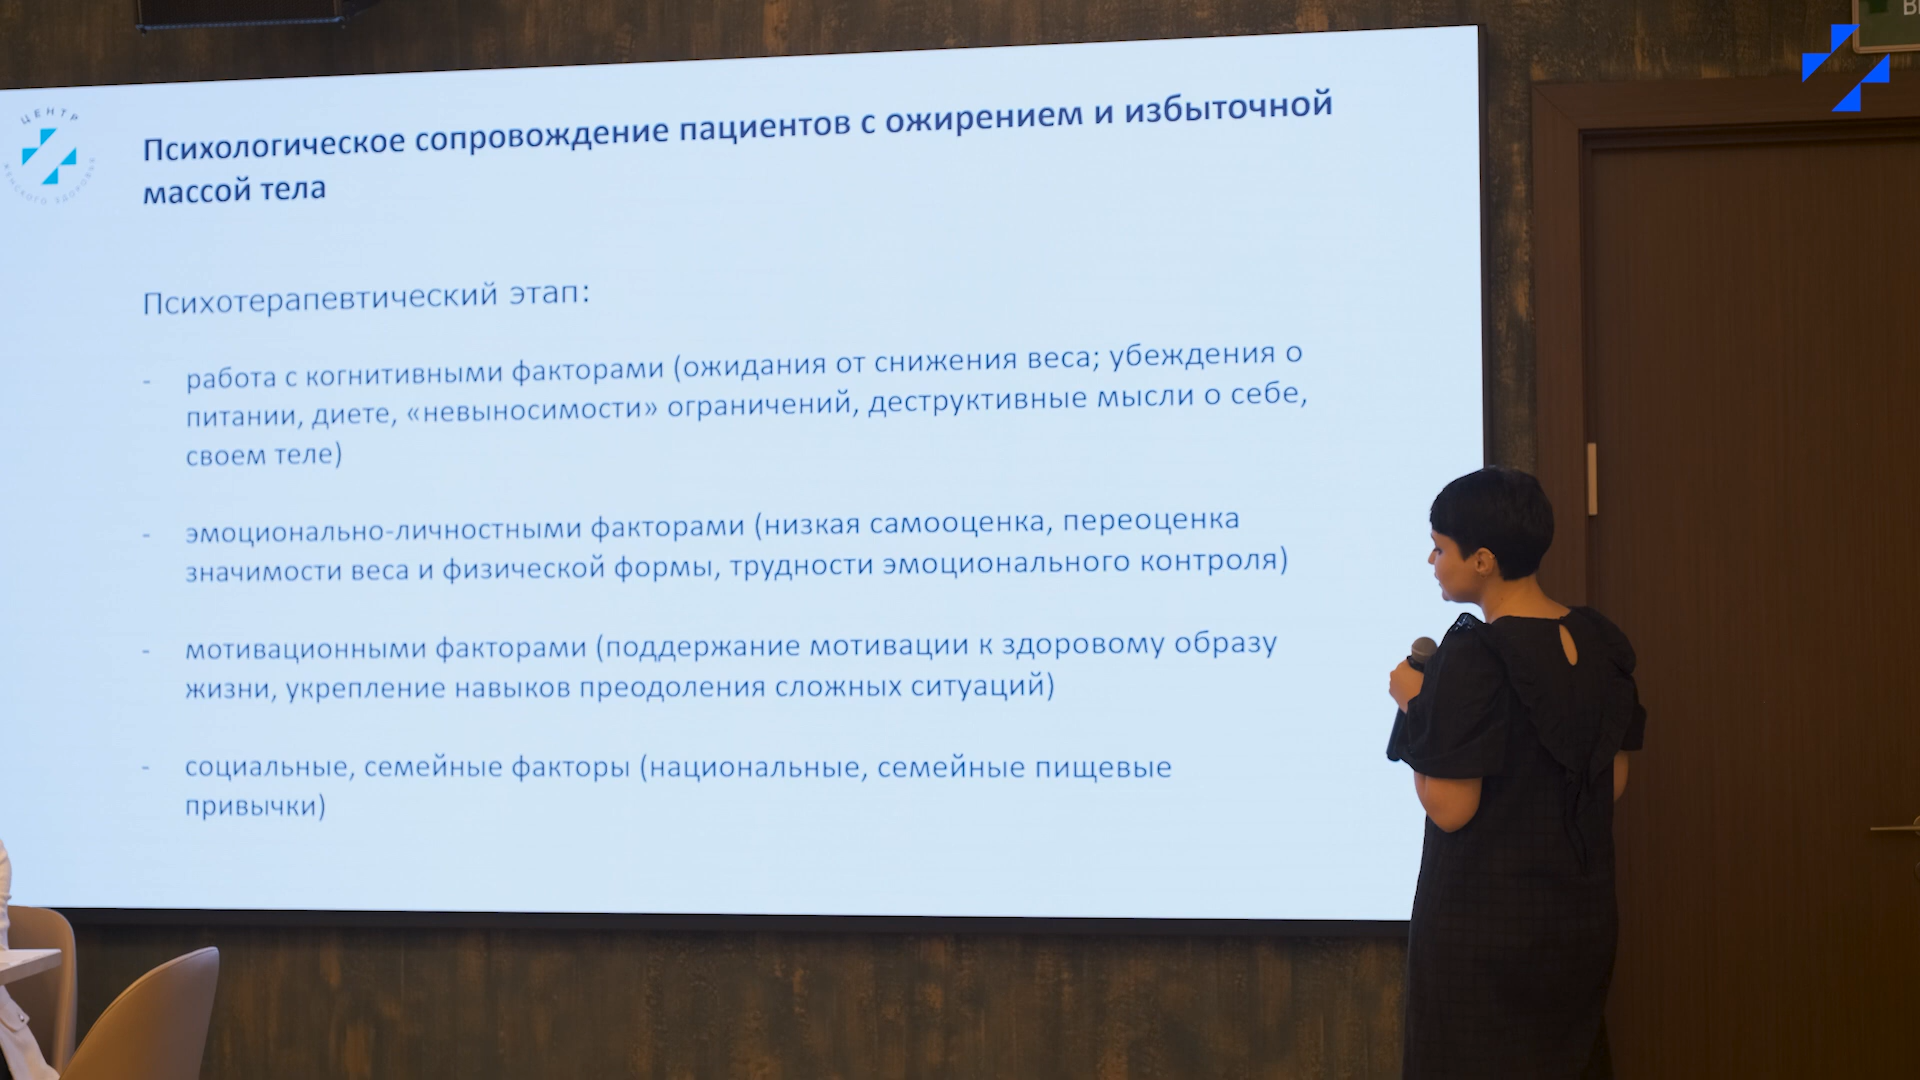 ЦЕНТР
ЖЕНСКОГО ЗДОРОВЬЯ
Психологическое сопровождение пациентов с ожирением и избыточной
массой тела
Психотерапевтический этап:
- работа с когнитивными факторами (ожидания от снижения веса; убеждения о
питании, диете, «невыносимости» ограничений, деструктивные мысли о себе,
своем теле)
- эмоционально-личностными факторами (низкая самооценка, переоценка
значимости веса и физической формы, трудности эмоционального контроля)
- мотивационными факторами (поддержание мотивации к здоровому образу
жизни, укрепление навыков преодоления сложных ситуаций)
- социальные, семейные факторы (национальные, семейные пищевые
привычки)